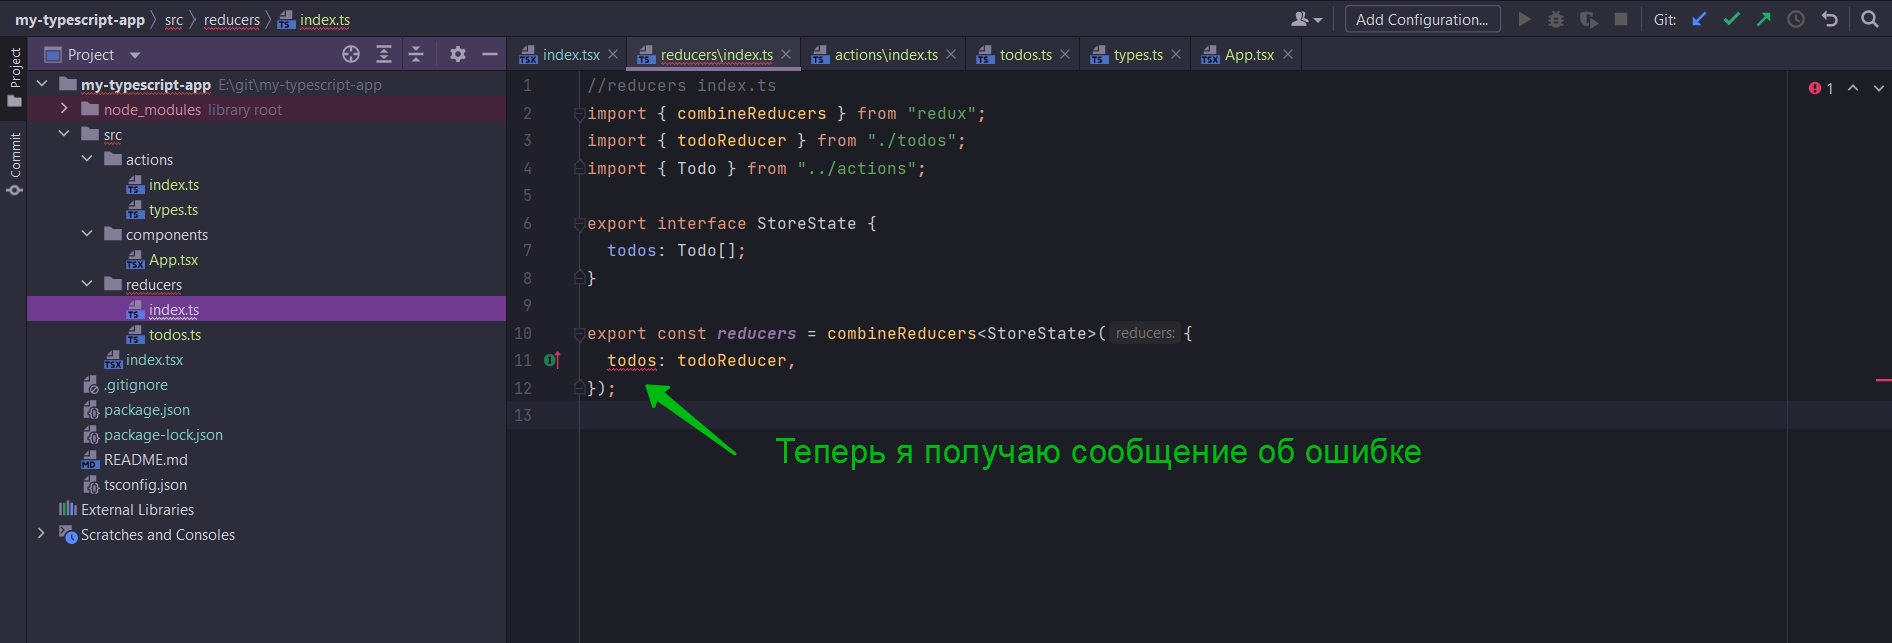 my-typescript-app src reducers index.ts
Add Configuration...
Git:
Project
Commit
Project
my-typescript-app E:\git\my-typescript-app
node_modules library root
src
actions
index.ts
types.ts
components
App.tsx
reducers
index.ts
todos.ts
index.tsx
.gitignore
package.json
package-lock.json
README.md
tsconfig.json
External Libraries
Scratches and Consoles
index.tsx reducers\index.ts actions\index.ts todos.ts types.ts App.tsx
1 //reducers index.ts
2 import { combineReducers } from "redux";
3 import { todoReducer } from "./todos";
4 import { Todo } from "../actions";
5
6 export interface StoreState {
7 todos: Todo[];
8 }
9
10 export const reducers = combineReducers<StoreState>( reducers: {
11 todos: todoReducer,
12 });
13
1
Теперь я получаю сообщение об ошибке